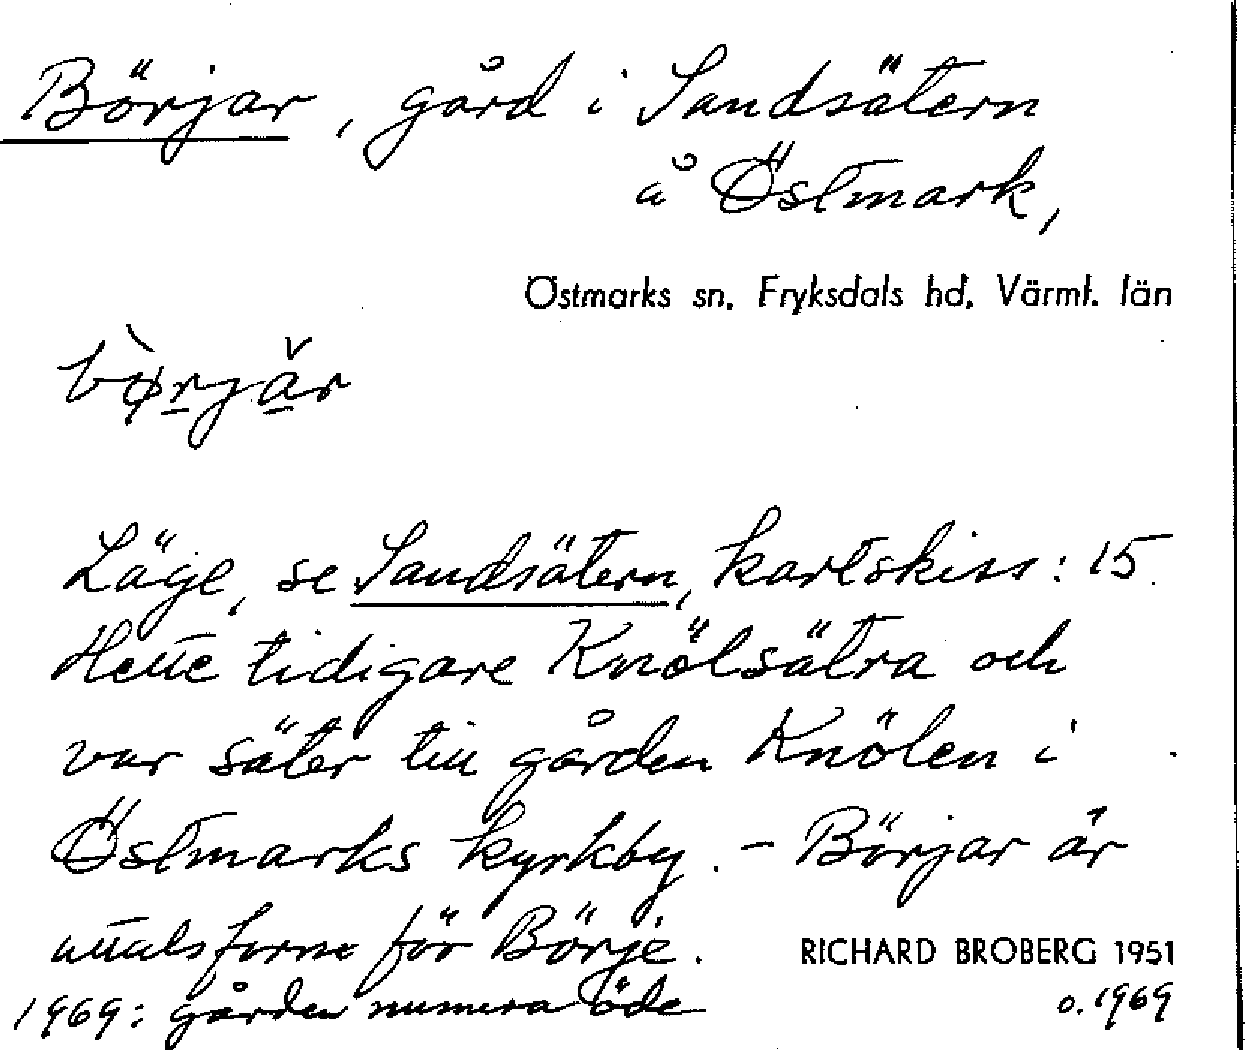 Börjar, gård i Sandsätern
å Östmark,
Östmarks sn. Fryksdals hd. Värml. län
bø̀rjăr
Läge, se Sandsätern, kartskiss: 15.
Hette tidigare Knölsätra och
var säter till gården Knölen i
Östmarks kyrkby. – Börjar är
uttalsform för Börje.
RICHARD BROBERG 1951
1969: gården numera öde
o. 1969